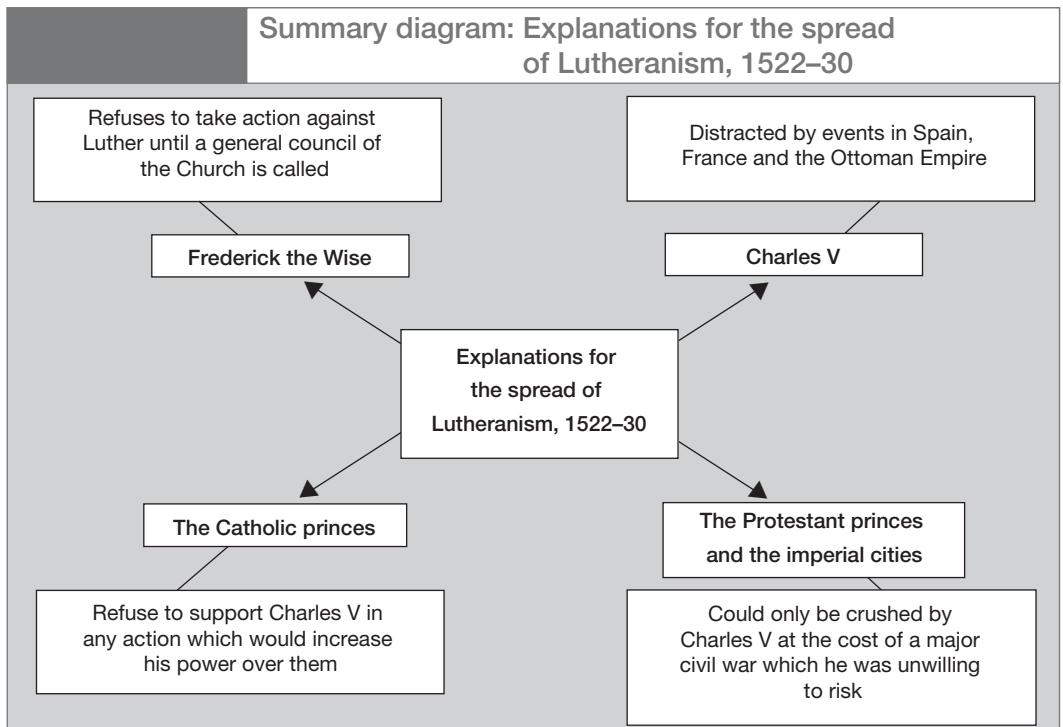 Summary diagram: Explanations for the spread
of Lutheranism, 1522–30
Refuses to take action against
Luther until a general council of
the Church is called
Distracted by events in Spain,
France and the Ottoman Empire
Frederick the Wise
Charles V
Explanations for
the spread of
Lutheranism, 1522–30
The Catholic princes
The Protestant princes
and the imperial cities
Refuse to support Charles V in
any action which would increase
his power over them
Could only be crushed by
Charles V at the cost of a major
civil war which he was unwilling
to risk